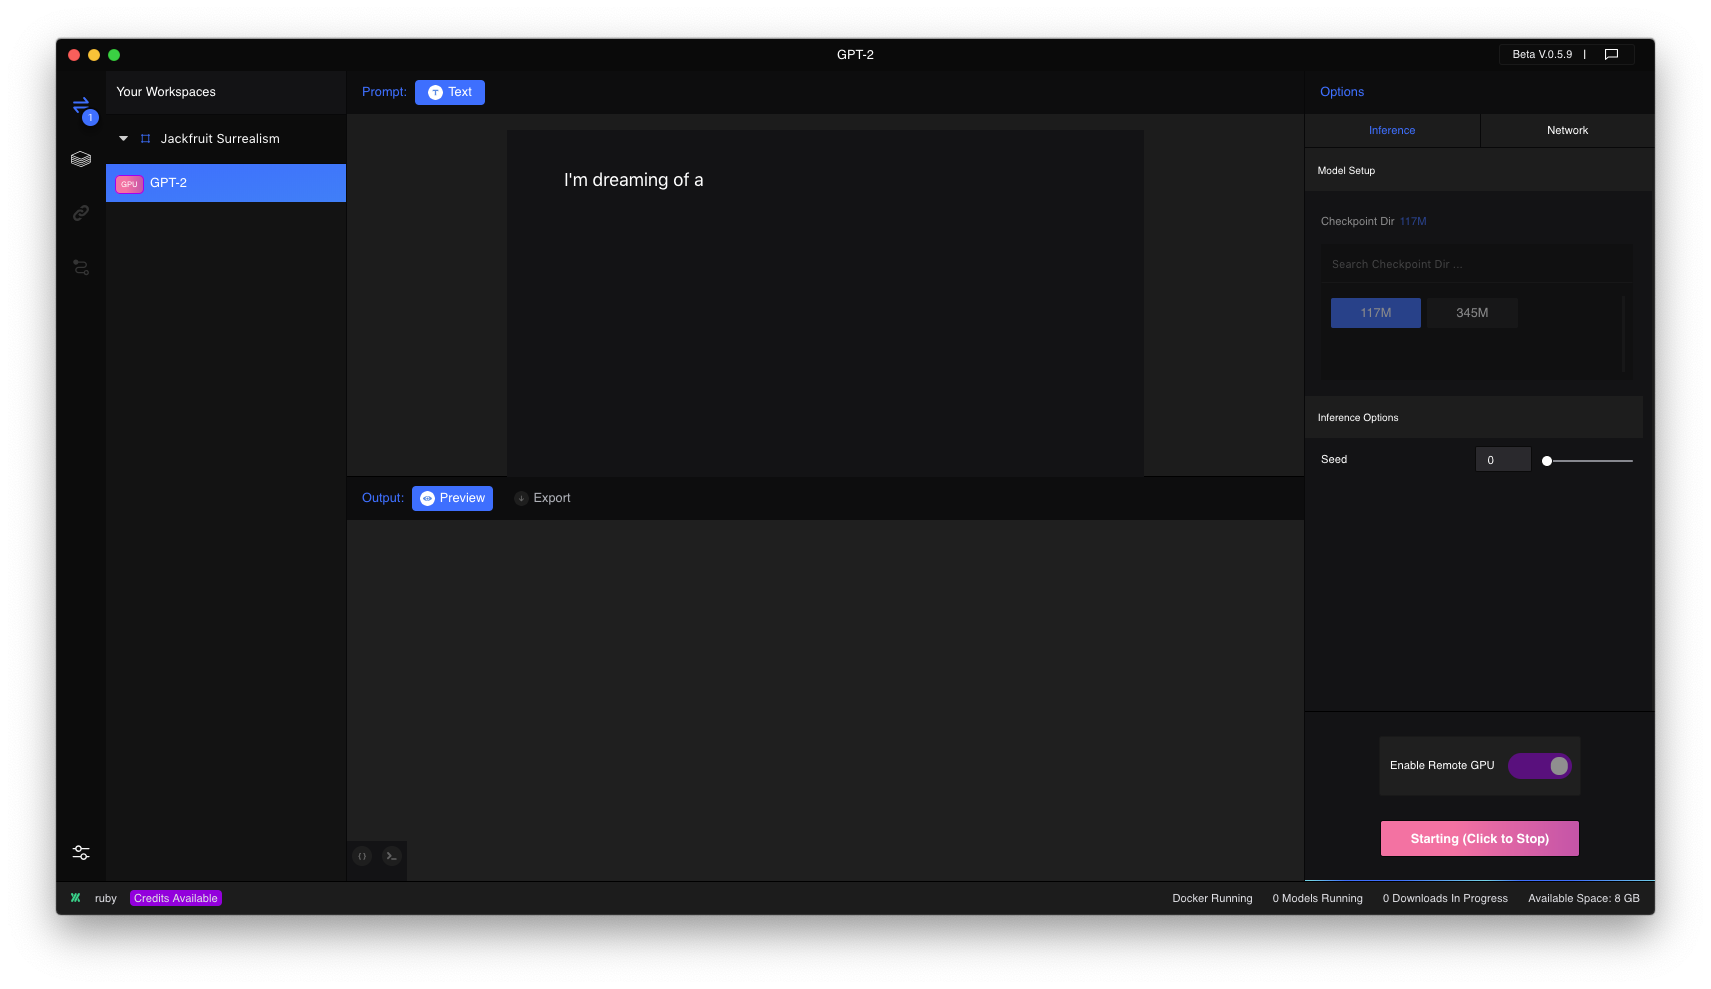 GPT-2
Beta V.0.5.9
1
Your Workspaces
Jackfruit Surrealism
GPU GPT-2
Prompt: T Text
I'm dreaming of a
Output: Preview Export
Options
Inference Network
Model Setup
Checkpoint Dir 117M
Search Checkpoint Dir ...
117M 345M
Inference Options
Seed 0
Enable Remote GPU
Starting (Click to Stop)
ruby Credits Available
Docker Running 0 Models Running 0 Downloads In Progress Available Space: 8 GB